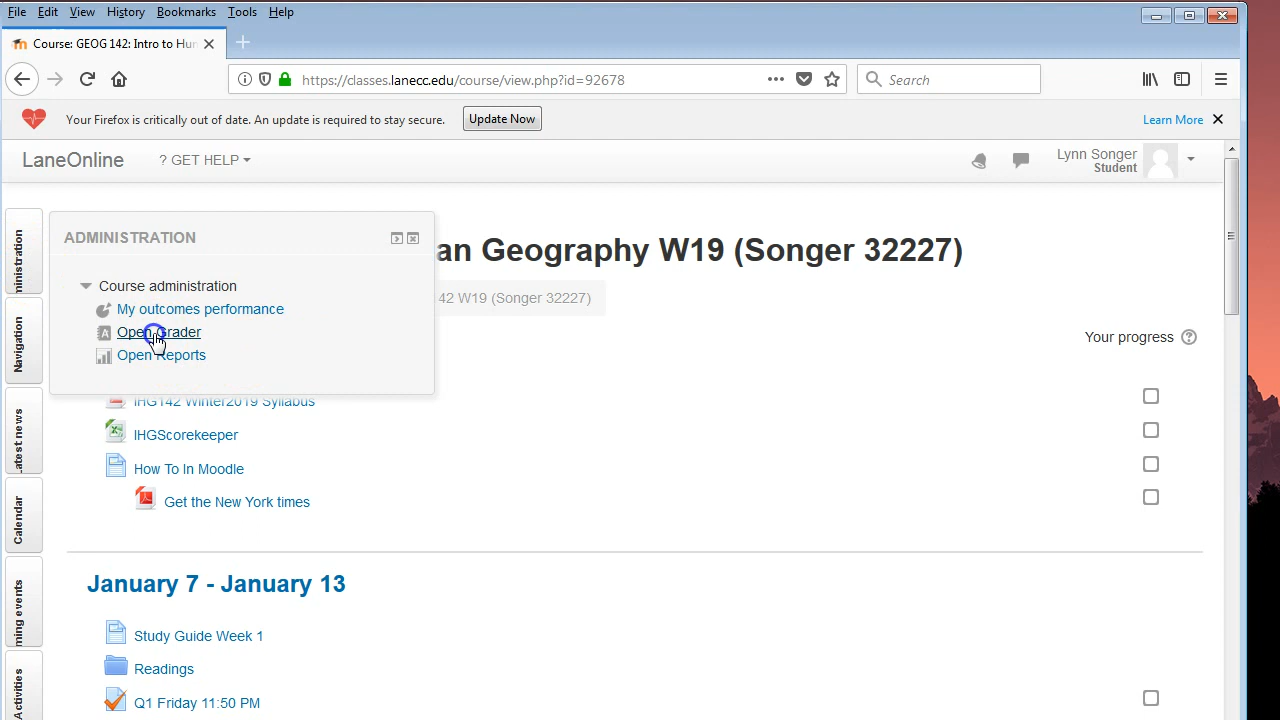 File Edit View History Bookmarks Tools Help
Course: GEOG 142: Intro to Hur
https://classes.lanecc.edu/course/view.php?id=92678
Search
Your Firefox is critically out of date. An update is required to stay secure.
Update Now
Learn More
LaneOnline
? GET HELP
Lynn Songer
Student
ministration
ADMINISTRATION
an Geography W19 (Songer 32227)
Course administration
42 W19 (Songer 32227)
My outcomes performance
Navigation
Open Grader
Your progress
Open Reports
IHG142 Winter2019 Syllabus
atest news
IHGScorekeeper
How To In Moodle
Calendar
Get the New York times
January 7 - January 13
ming events
Study Guide Week 1
Readings
Activities
Q1 Friday 11:50 PM